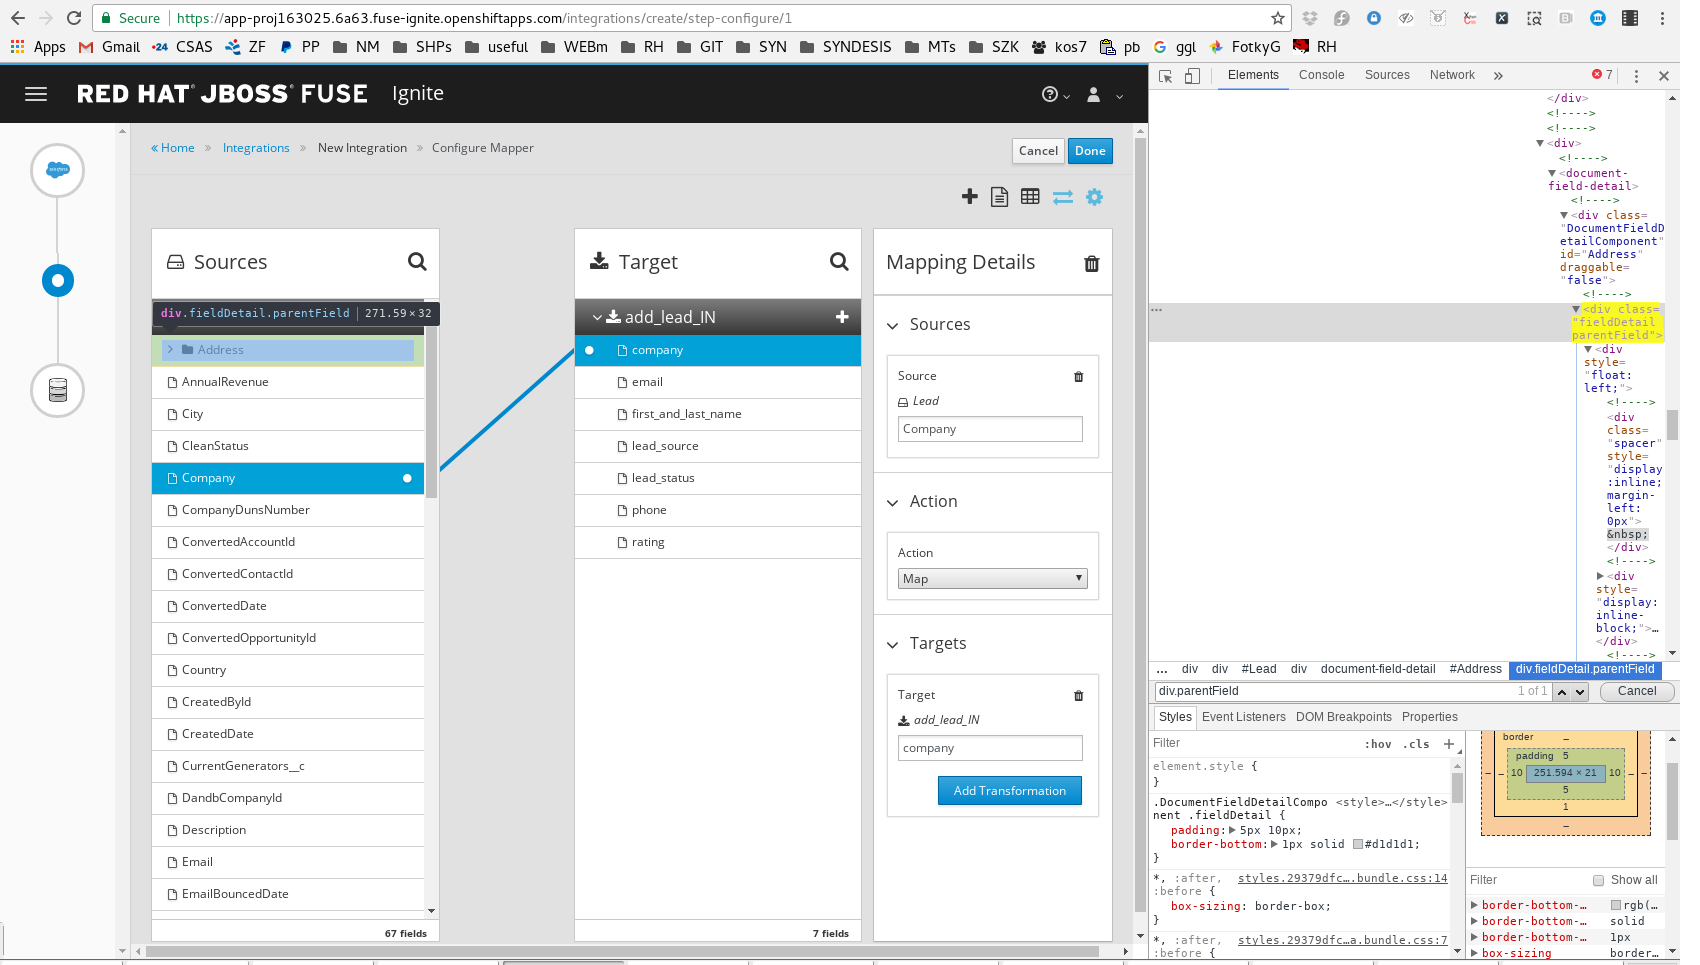 Secure https://app-proj163025.6a63.fuse-ignite.openshiftapps.com/integrations/create/step-configure/1
Apps Gmail CSAS ZF PP NM SHPs useful WEBm RH GIT SYN SYNDESIS MTs SZK kos7 pb ggl FotkyG RH
RED HAT JBOSS FUSE Ignite
« Home » Integrations » New Integration » Configure Mapper
Cancel Done
Sources
div.fieldDetail.parentField 271.59 × 32
Address
AnnualRevenue
City
CleanStatus
Company
CompanyDunsNumber
ConvertedAccountId
ConvertedContactId
ConvertedDate
ConvertedOpportunityId
Country
CreatedById
CreatedDate
CurrentGenerators__c
DandbCompanyId
Description
Email
EmailBouncedDate
67 fields
Target
add_lead_IN
company
email
first_and_last_name
lead_source
lead_status
phone
rating
7 fields
Mapping Details
Sources
Source
Lead
Company
Action
Action
Map
Targets
Target
add_lead_IN
company
Add Transformation
Elements Console Sources Network » 7
</div>
<!---->
<!---->
<div>
<!---->
<document-
field-detail>
<!---->
<div class=
"DocumentFieldD
etailComponent"
id="Address"
draggable=
"false">
<!---->
... <div class=
"fieldDetail
parentField">
<div
style=
"float:
left;">
<!---->
<div
class=
"spacer"
style=
"display
:inline;
margin-
left:
0px">
&nbsp;
</div>
<!---->
<div
style=
"display:
inline-
block;">…
</div>
<!---->
... div div #Lead div document-field-detail #Address div.fieldDetail.parentField
div.parentField 1 of 1 Cancel
Styles Event Listeners DOM Breakpoints Properties
Filter :hov .cls +
element.style {
}
.DocumentFieldDetailCompo <style>…</style>
nent .fieldDetail {
padding: 5px 10px;
border-bottom: 1px solid #d1d1d1;
}
*, :after, styles.29379dfc….bundle.css:14
:before {
box-sizing: border-box;
}
*, :after, styles.29379dfc…a.bundle.css:7
:before {
border –
padding 5
– – 10 251.594 × 21 10 – –
5
1
–
Filter Show all
border-bottom-… rgb(…
border-bottom-… solid
border-bottom-… 1px
box-sizing border…